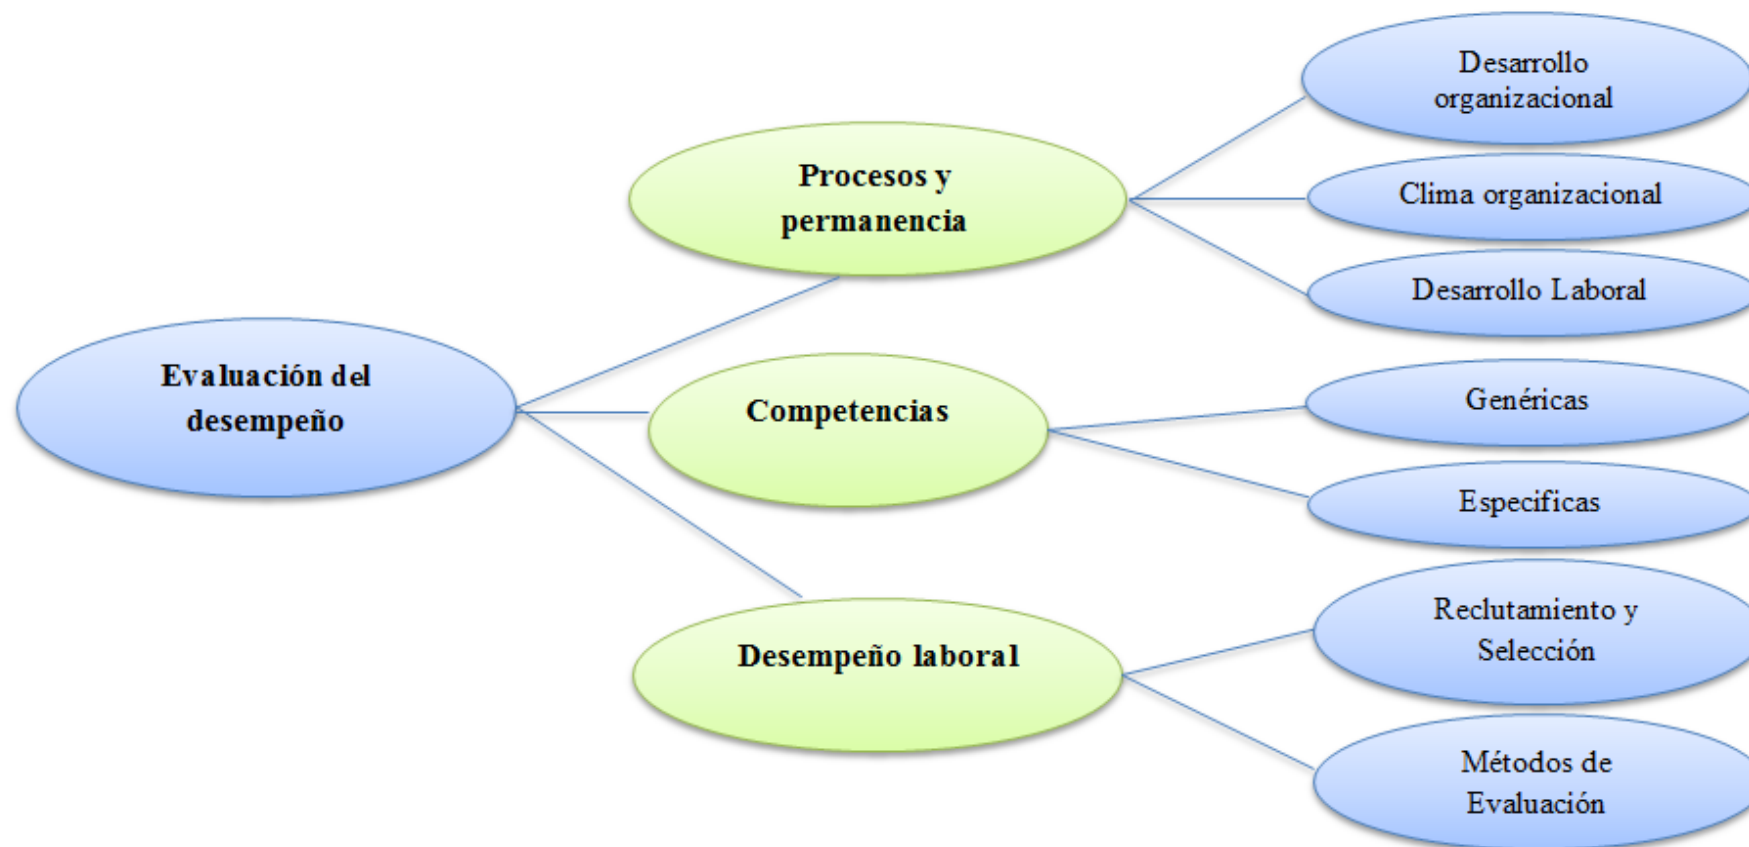 Evaluación del
desempeño
Procesos y
permanencia
Competencias
Desempeño laboral
Desarrollo
organizacional
Clima organizacional
Desarrollo Laboral
Genéricas
Especificas
Reclutamiento y
Selección
Métodos de
Evaluación